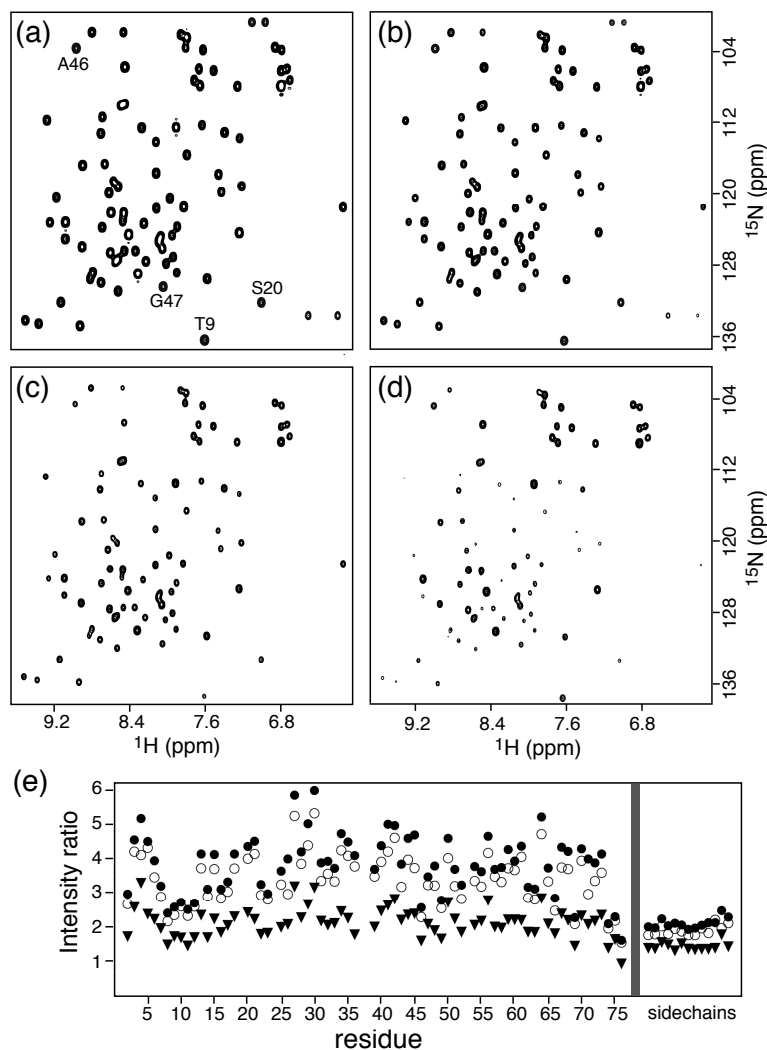 (a)
(b)
A46
G47
S20
T9
104
112
120
128
136
15N (ppm)
(c)
(d)
104
112
120
128
136
15N (ppm)
9.2 8.4 7.6 6.8
1H (ppm)
9.2 8.4 7.6 6.8
1H (ppm)
(e)
Intensity ratio
6
5
4
3
2
1
5 10 15 20 25 30 35 40 45 50 55 60 65 70 75 sidechains
residue